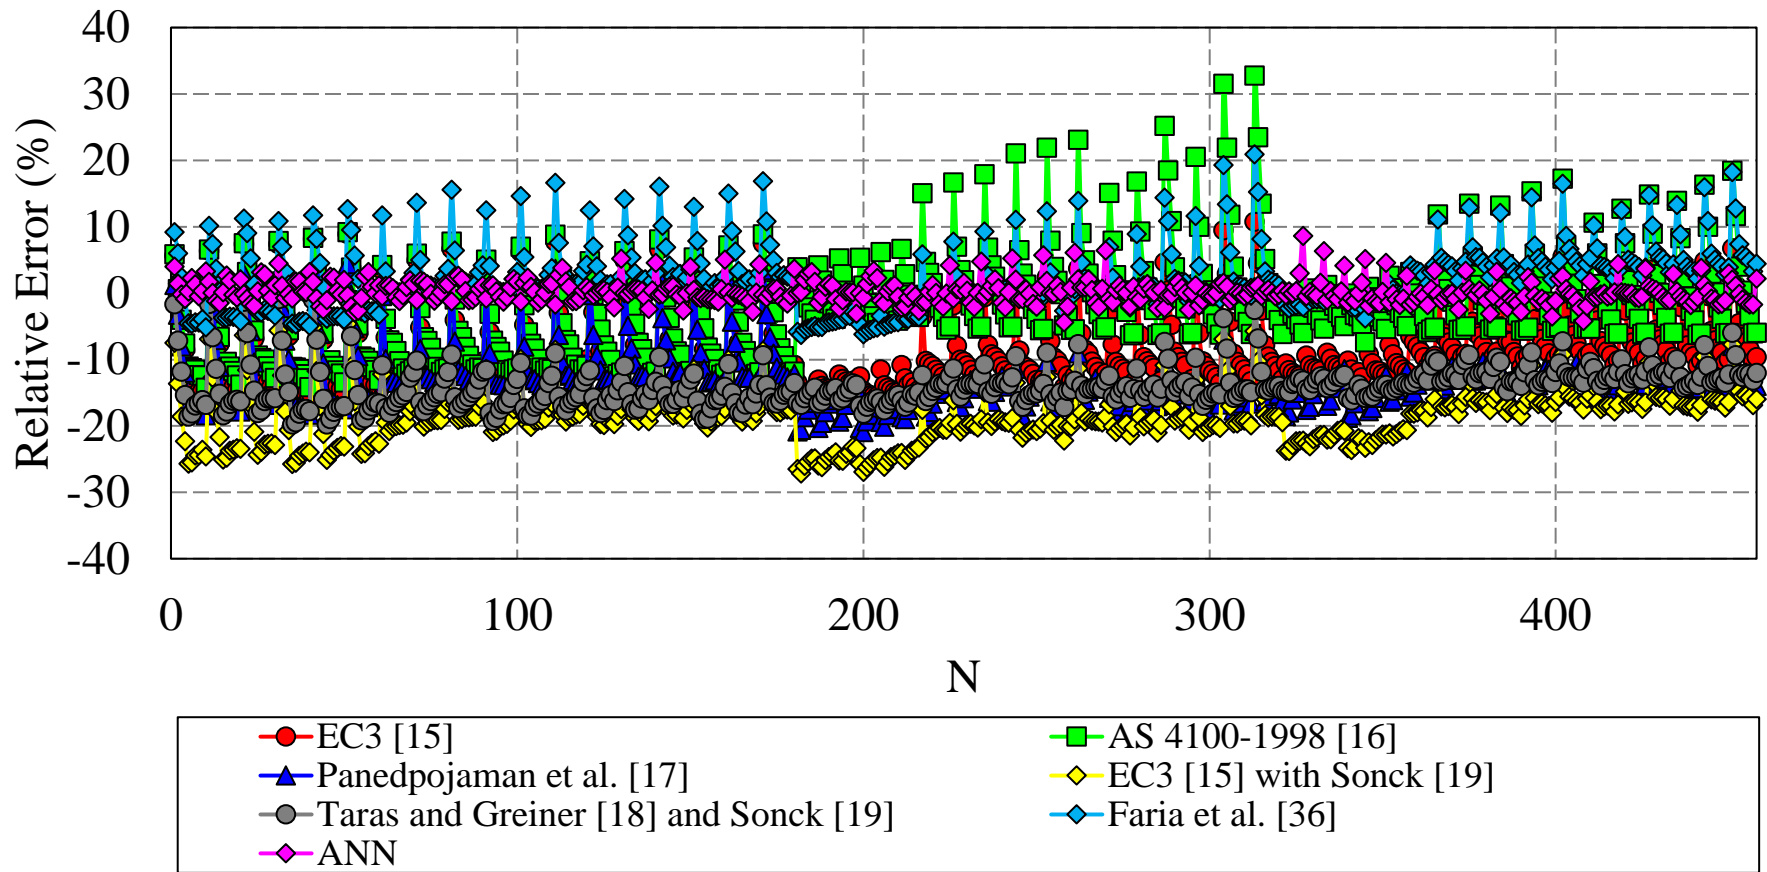 40
30
20
10
0
-10
-20
-30
-40
Relative Error (%)
0 100 200 300 400
N
EC3 [15] AS 4100-1998 [16]
Panedpojaman et al. [17] EC3 [15] with Sonck [19]
Taras and Greiner [18] and Sonck [19] Faria et al. [36]
ANN